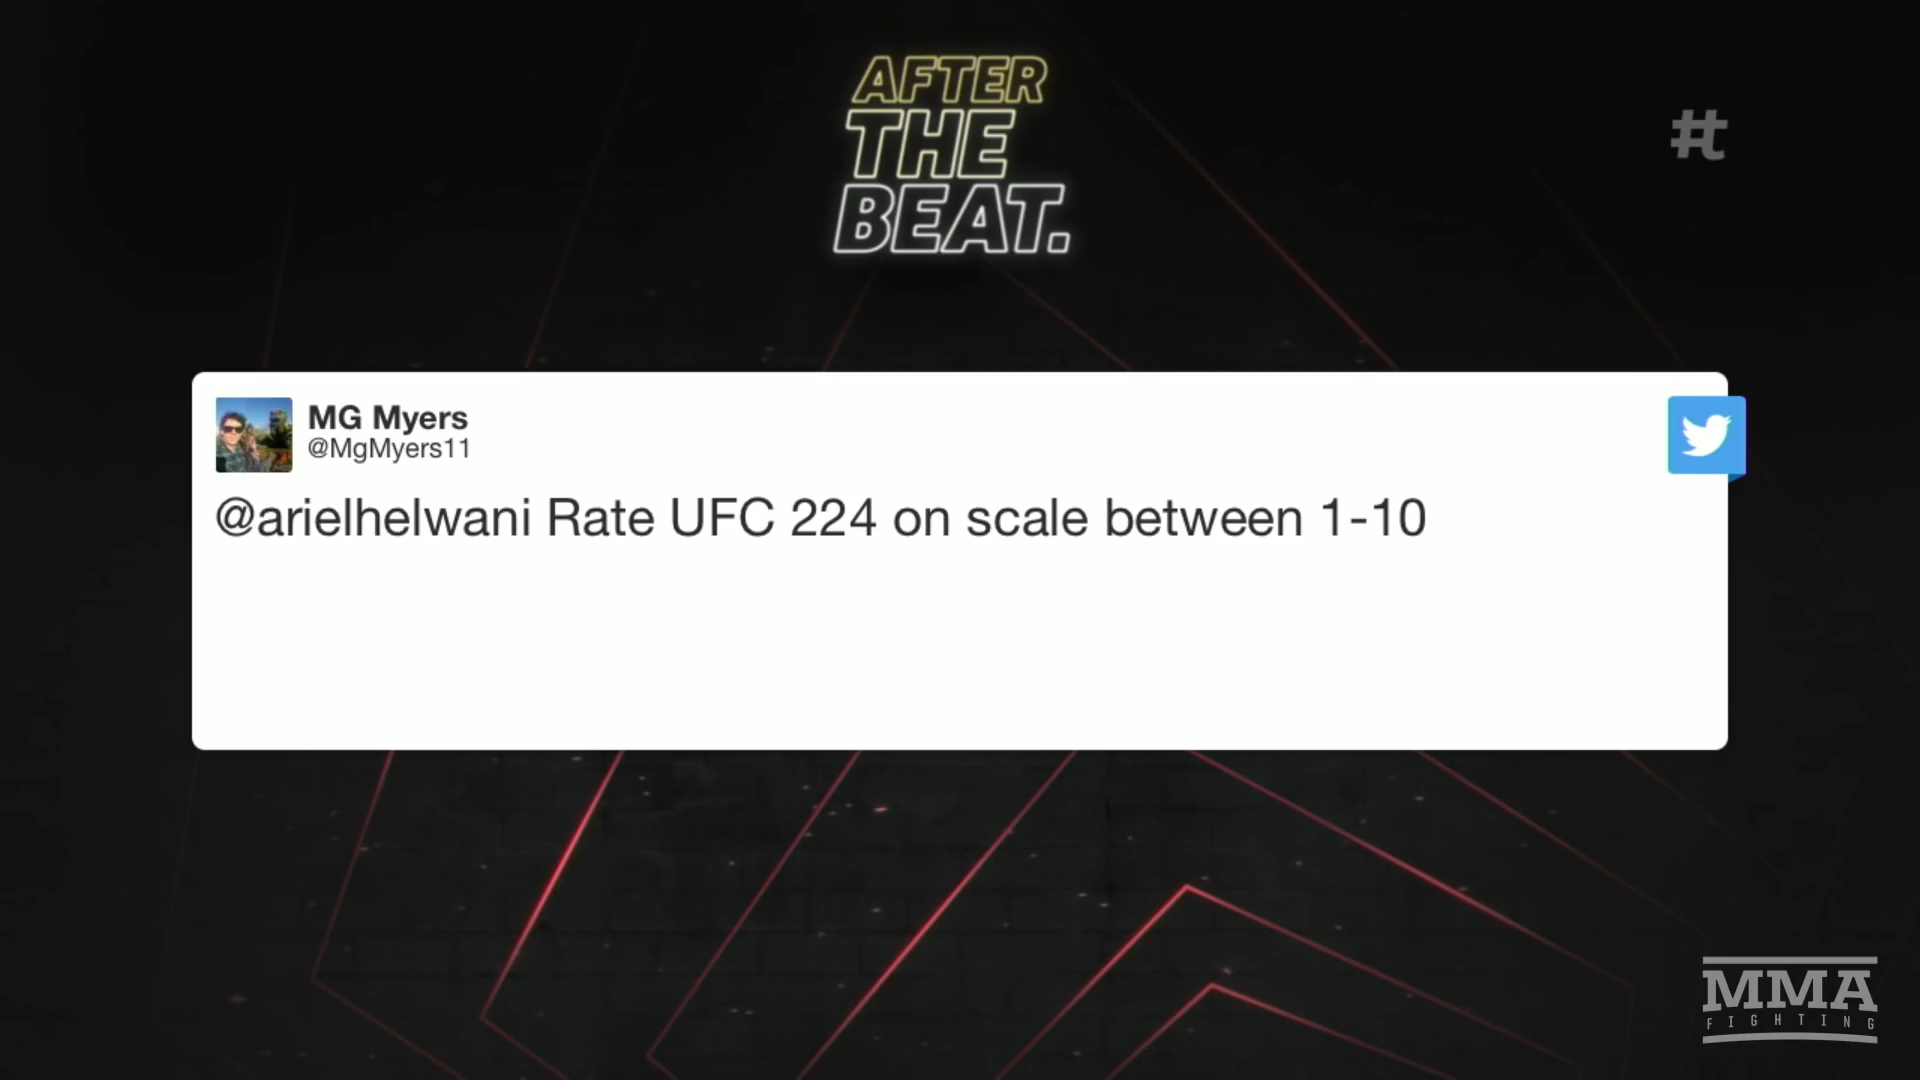 AFTER
THE
BEAT.
#t
MG Myers
@MgMyers11
@arielhelwani Rate UFC 224 on scale between 1-10
MMA
FIGHTING